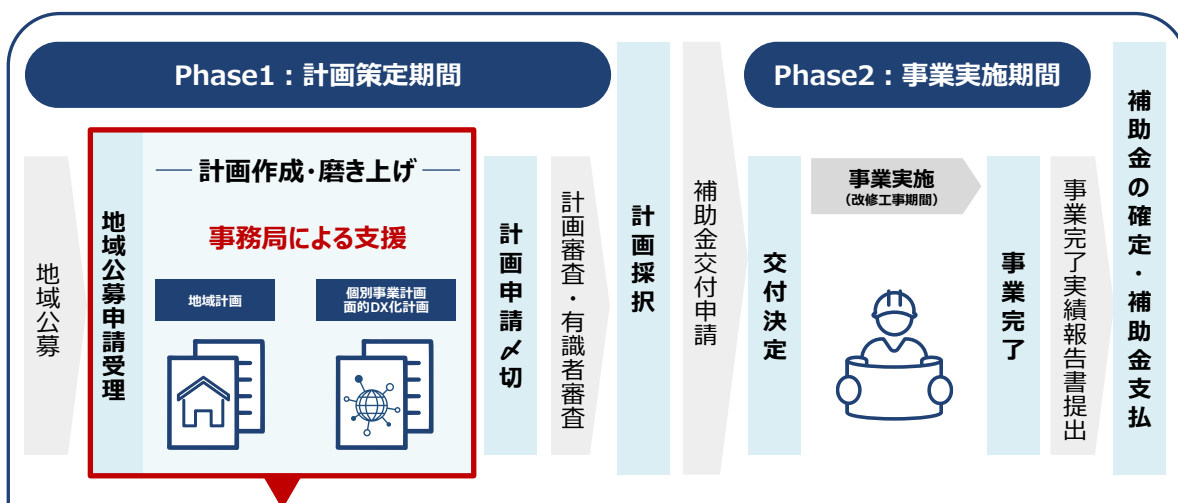 Phase1：計画策定期間
Phase2：事業実施期間
地域公募
地域公募申請受理
計画作成・磨き上げ
事務局による支援
地域計画
個別事業計画
面的DX化計画
計画申請〆切
計画審査・有識者審査
計画採択
補助金交付申請
交付決定
事業実施
（改修工事期間）
事業完了
事業完了実績報告書提出
補助金の確定・補助金支払